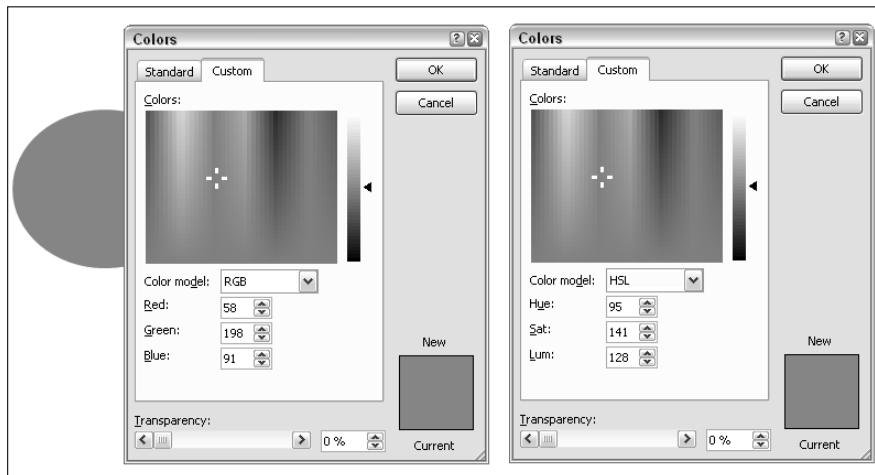 Colors
Standard Custom
OK
Cancel
Colors:
Color model: RGB
Red: 58
Green: 198
Blue: 91
New
Current
Transparency:
0 %
Colors
Standard Custom
OK
Cancel
Colors:
Color model: HSL
Hue: 95
Sat: 141
Lum: 128
New
Current
Transparency:
0 %